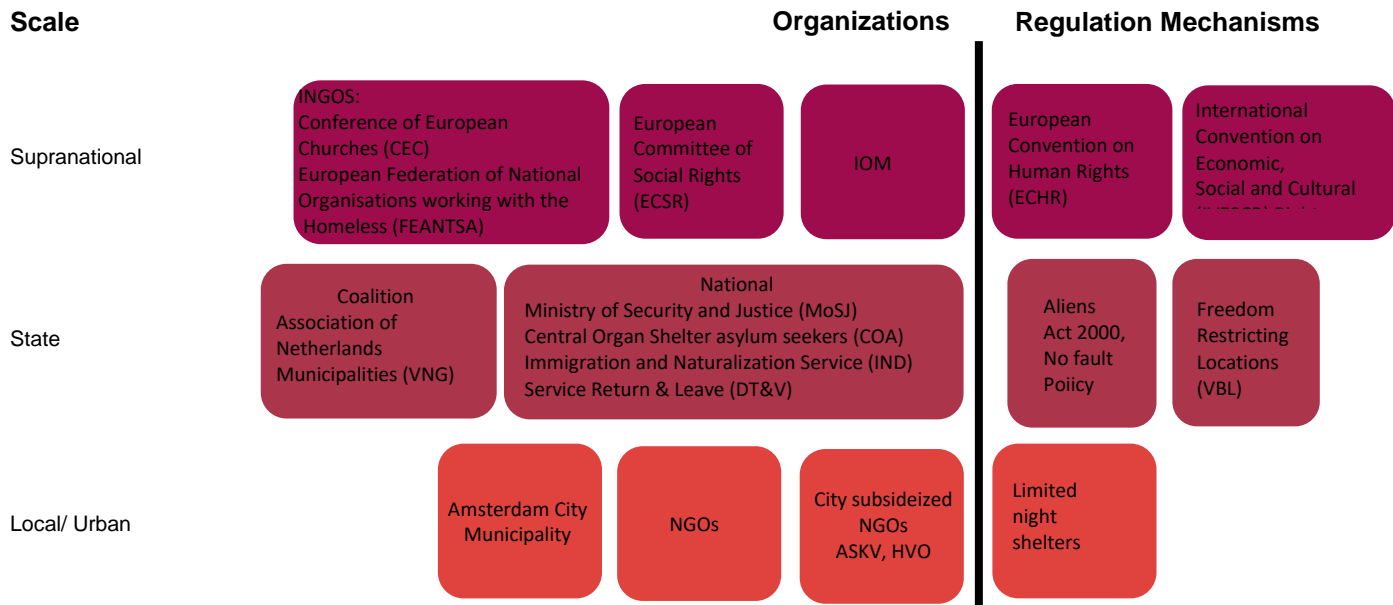 Scale
Organizations
Regulation Mechanisms
Supranational
INGOS:
Conference of European
Churches (CEC)
European Federation of National
Organisations working with the
Homeless (FEANTSA)
European
Committee of
Social Rights
(ECSR)
IOM
European
Convention on
Human Rights
(ECHR)
International
Convention on
Economic,
Social and Cultural
State
Coalition
Association of
Netherlands
Municipalities (VNG)
National
Ministry of Security and Justice (MoSJ)
Central Organ Shelter asylum seekers (COA)
Immigration and Naturalization Service (IND)
Service Return & Leave (DT&V)
Aliens
Act 2000,
No fault
Poiicy
Freedom
Restricting
Locations
(VBL)
Local/ Urban
Amsterdam City
Municipality
NGOs
City subsideized
NGOs
ASKV, HVO
Limited
night
shelters